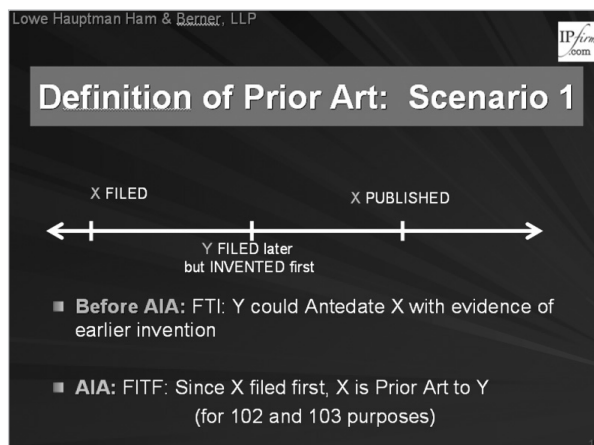 Lowe Hauptman Ham & Berner, LLP
IPfirm
.com
Definition of Prior Art: Scenario 1
X FILED
X PUBLISHED
Y FILED later
but INVENTED first
Before AIA: FTI: Y could Antedate X with evidence of
earlier invention
AIA: FITF: Since X filed first, X is Prior Art to Y
(for 102 and 103 purposes)